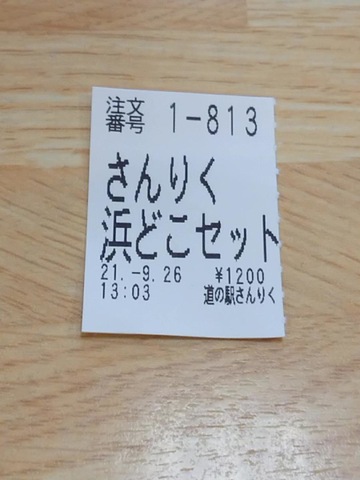 注文番号 1-813
さんりく
浜どこセット
21.-9.26 ¥1200
13:03 道の駅さんりく